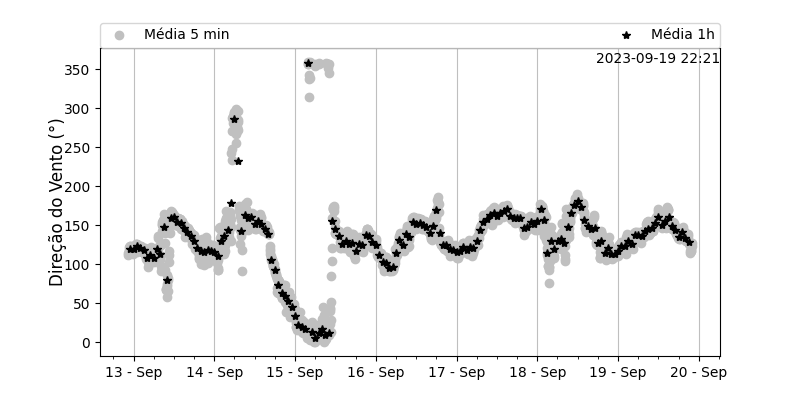 Média 5 min
Média 1h
2023-09-19 22:21
Direção do Vento (°)
350
300
250
200
150
100
50
0
13 - Sep
14 - Sep
15 - Sep
16 - Sep
17 - Sep
18 - Sep
19 - Sep
20 - Sep